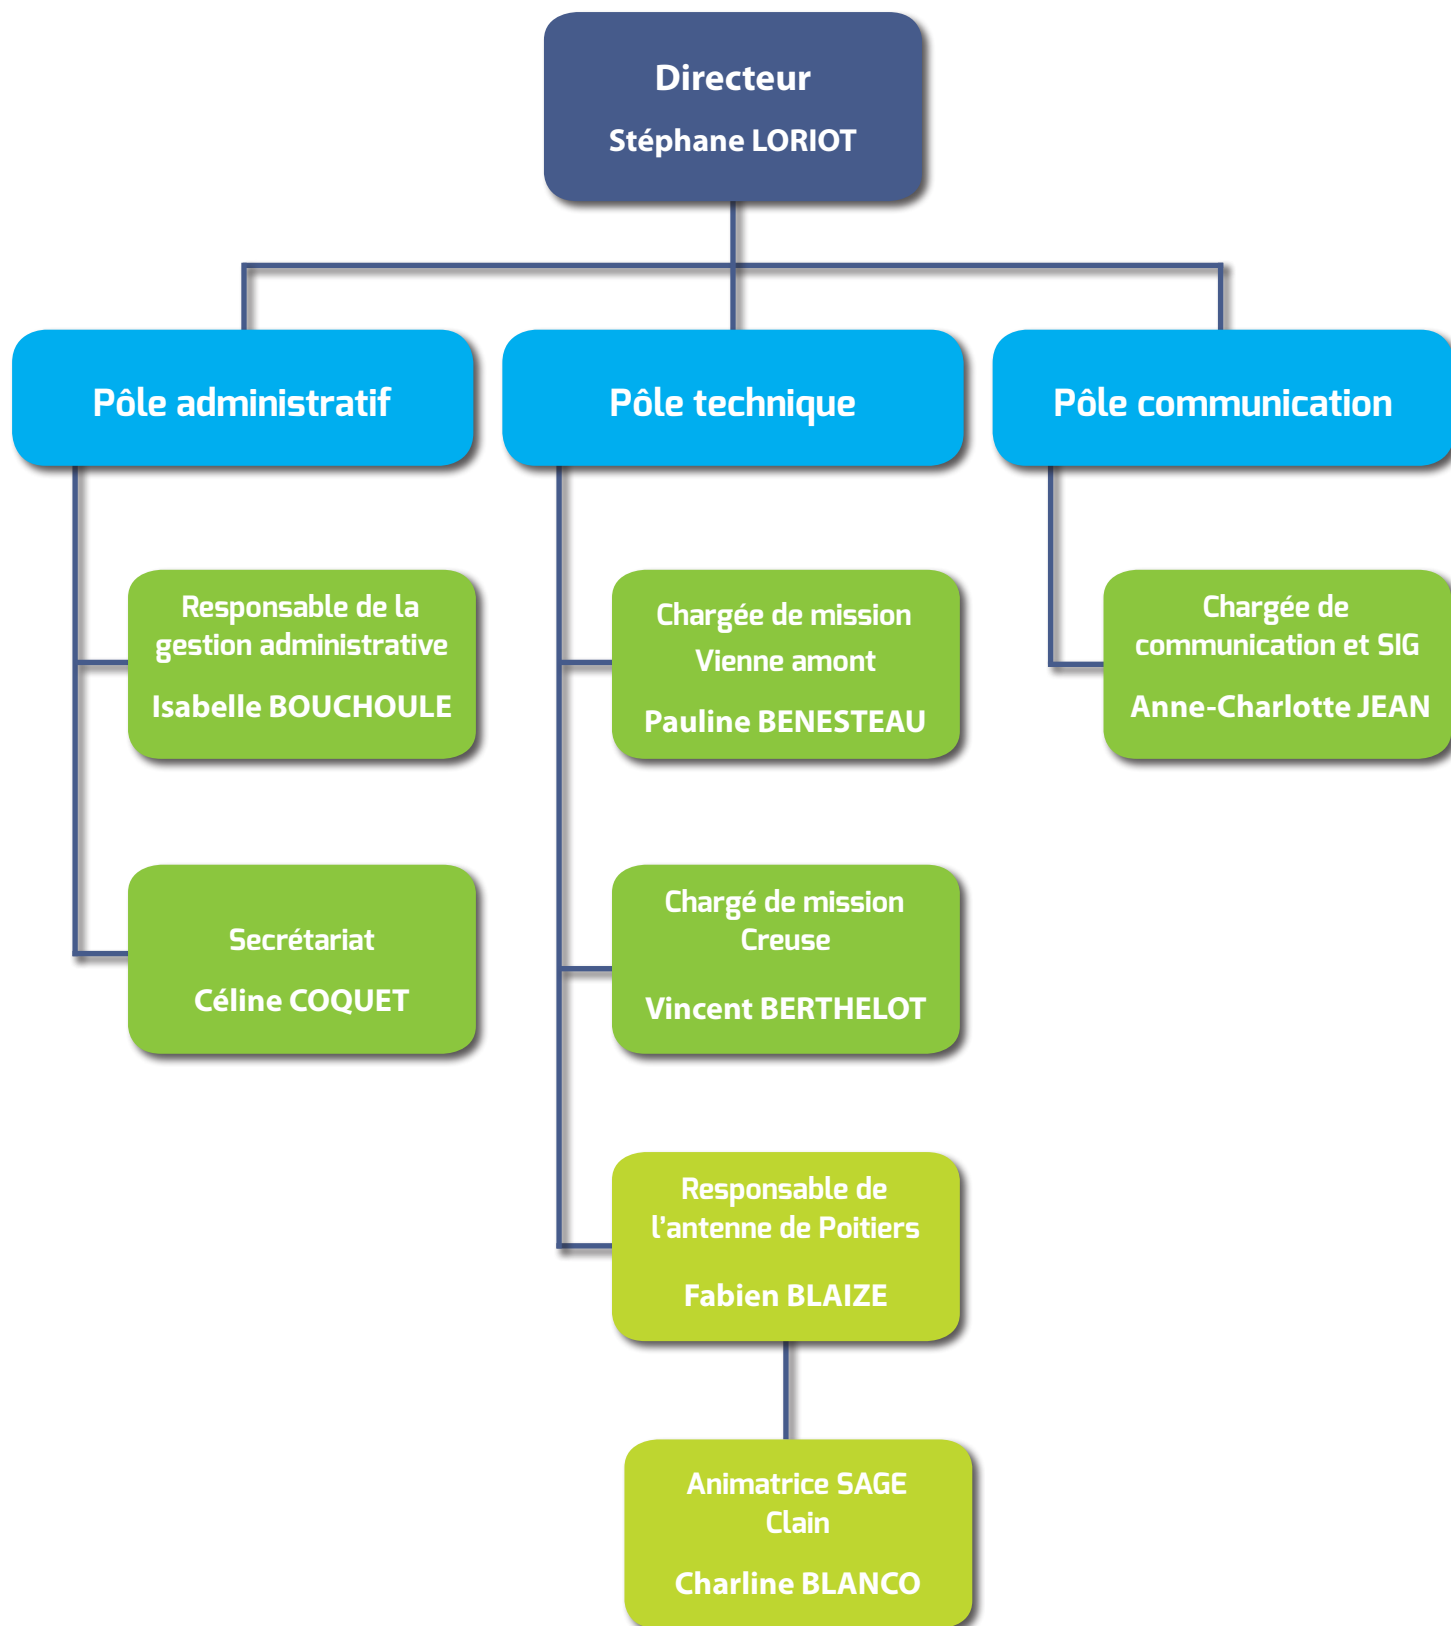 Directeur
Stéphane LORIOT
Pôle administratif
Pôle technique
Pôle communication
Responsable de la
gestion administrative
Isabelle BOUCHOULE
Chargée de mission
Vienne amont
Pauline BENESTEAU
Chargée de
communication et SIG
Anne-Charlotte JEAN
Secrétariat
Céline COQUET
Chargé de mission
Creuse
Vincent BERTHELOT
Responsable de
l'antenne de Poitiers
Fabien BLAIZE
Animatrice SAGE
Clain
Charline BLANCO